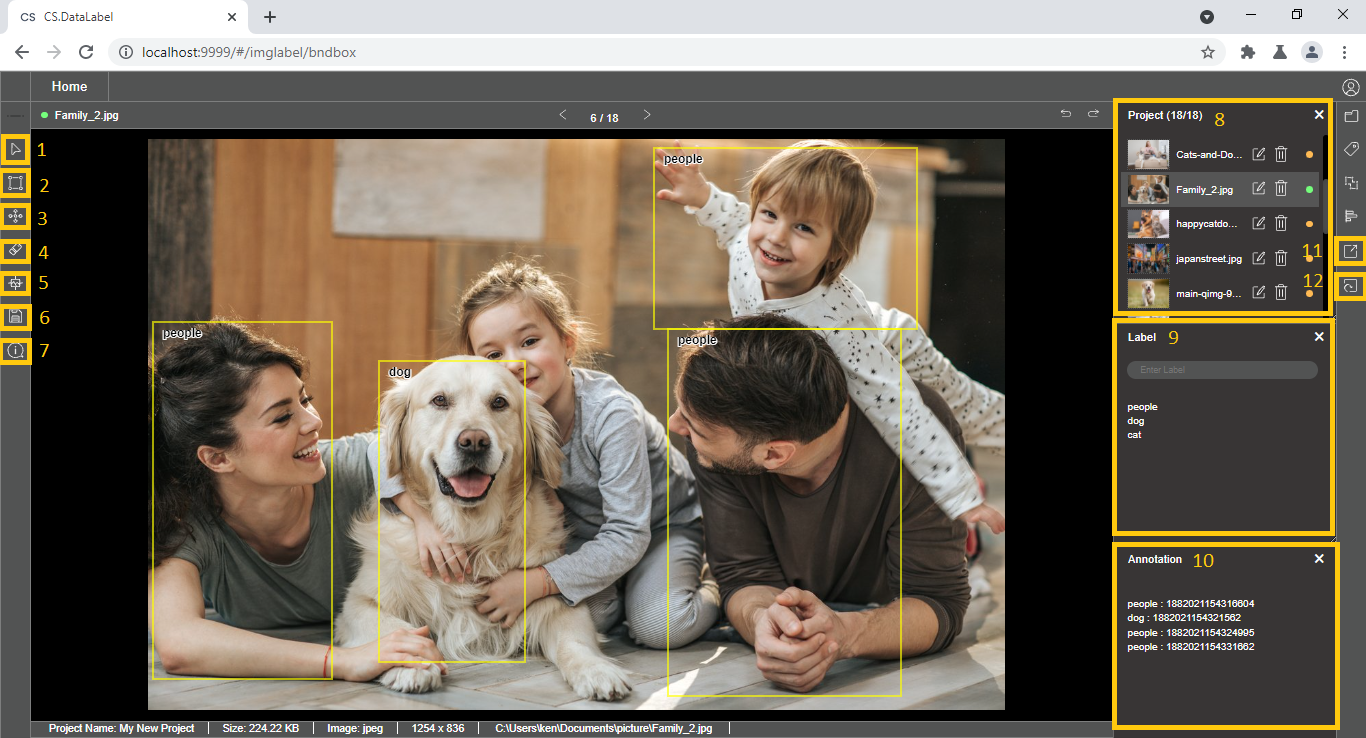 CS CS.DataLabel
localhost:9999/#/imglabel/bndbox
Home
Family_2.jpg
6 / 18
1
2
3
4
5
6
7
people
people
dog
people
Project (18/18) 8
Cats-and-Do...
Family_2.jpg
happycatdo...
japanstreet.jpg
main-qimg-9...
11
12
Label 9
Enter Label
people
dog
cat
Annotation 10
people : 1882021154316604
dog : 1882021154321562
people : 1882021154324995
people : 1882021154331662
Project Name: My New Project
Size: 224.22 KB
Image: jpeg
1254 x 836
C:\Users\ken\Documents\picture\Family_2.jpg